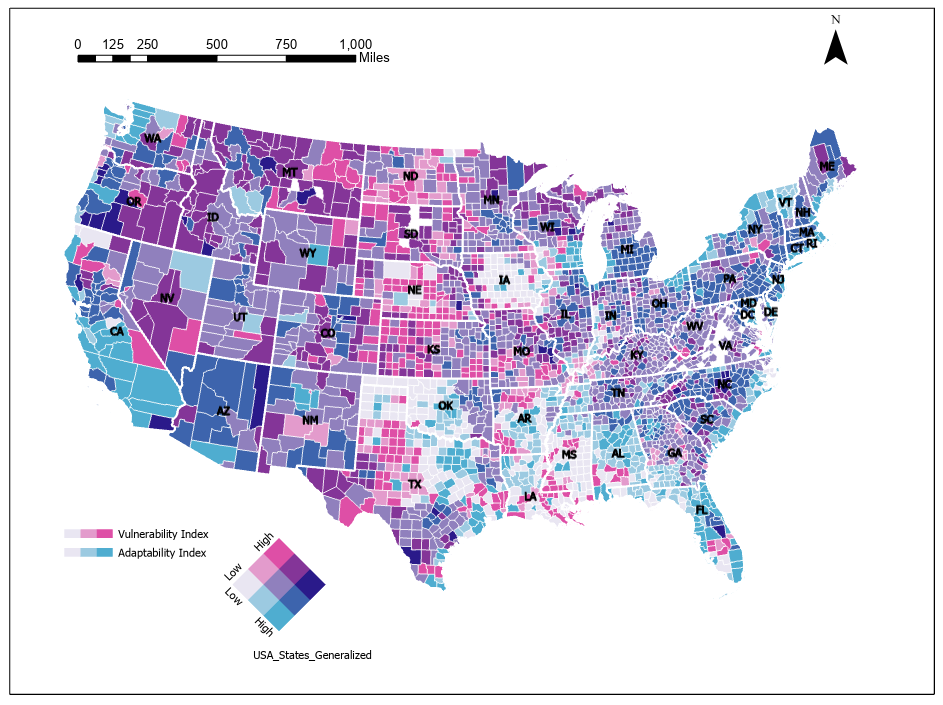 N
0 125 250 500 750 1,000
Miles
WA
MT
ND
ME
OR
ID
MN
VT
NH
SD
WI
NY
MA
CT RI
WY
MI
IA
PA
NJ
NE
NV
OH
MD
UT
IL
IN
DC DE
CA
CO
WV
KS
MO
KY
VA
AZ
NM
OK
TN
NC
AR
SC
MS
AL
GA
TX
LA
FL
Vulnerability Index
Adaptability Index
High
Low
Low
High
USA_States_Generalized